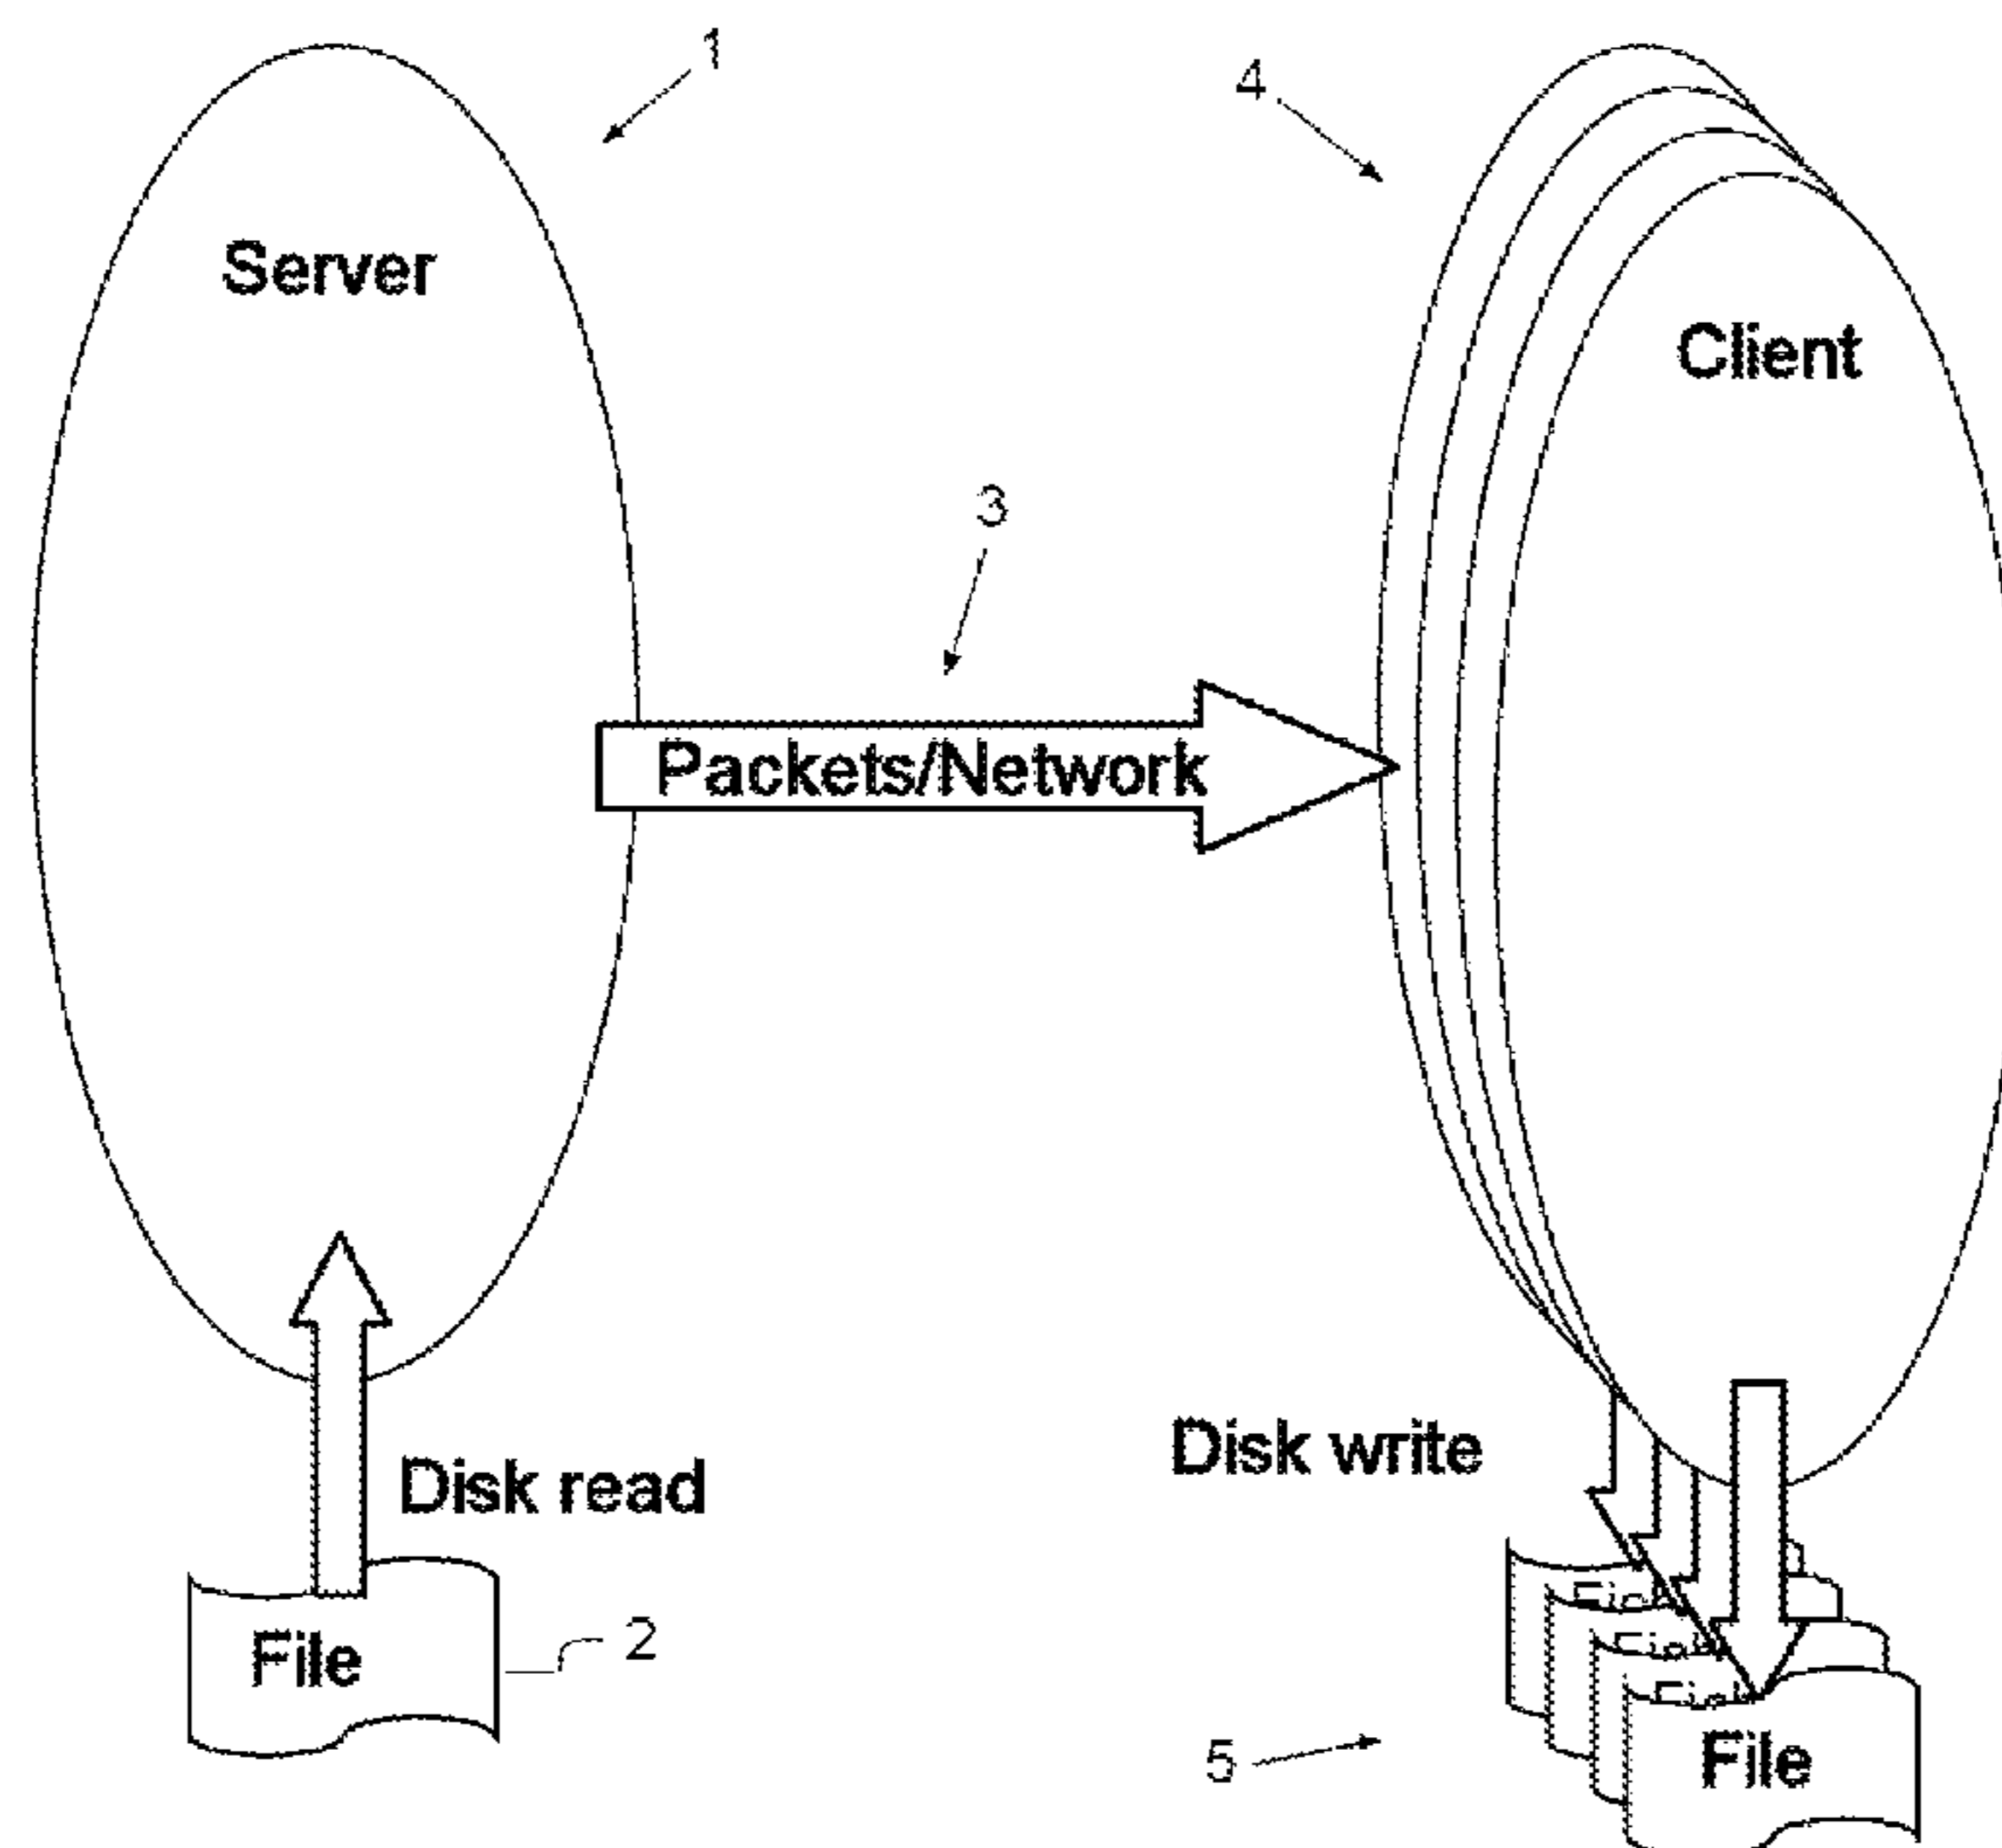 1
4
Server
Client
3
Packets/Network
Disk write
Disk read
2
File
5
File